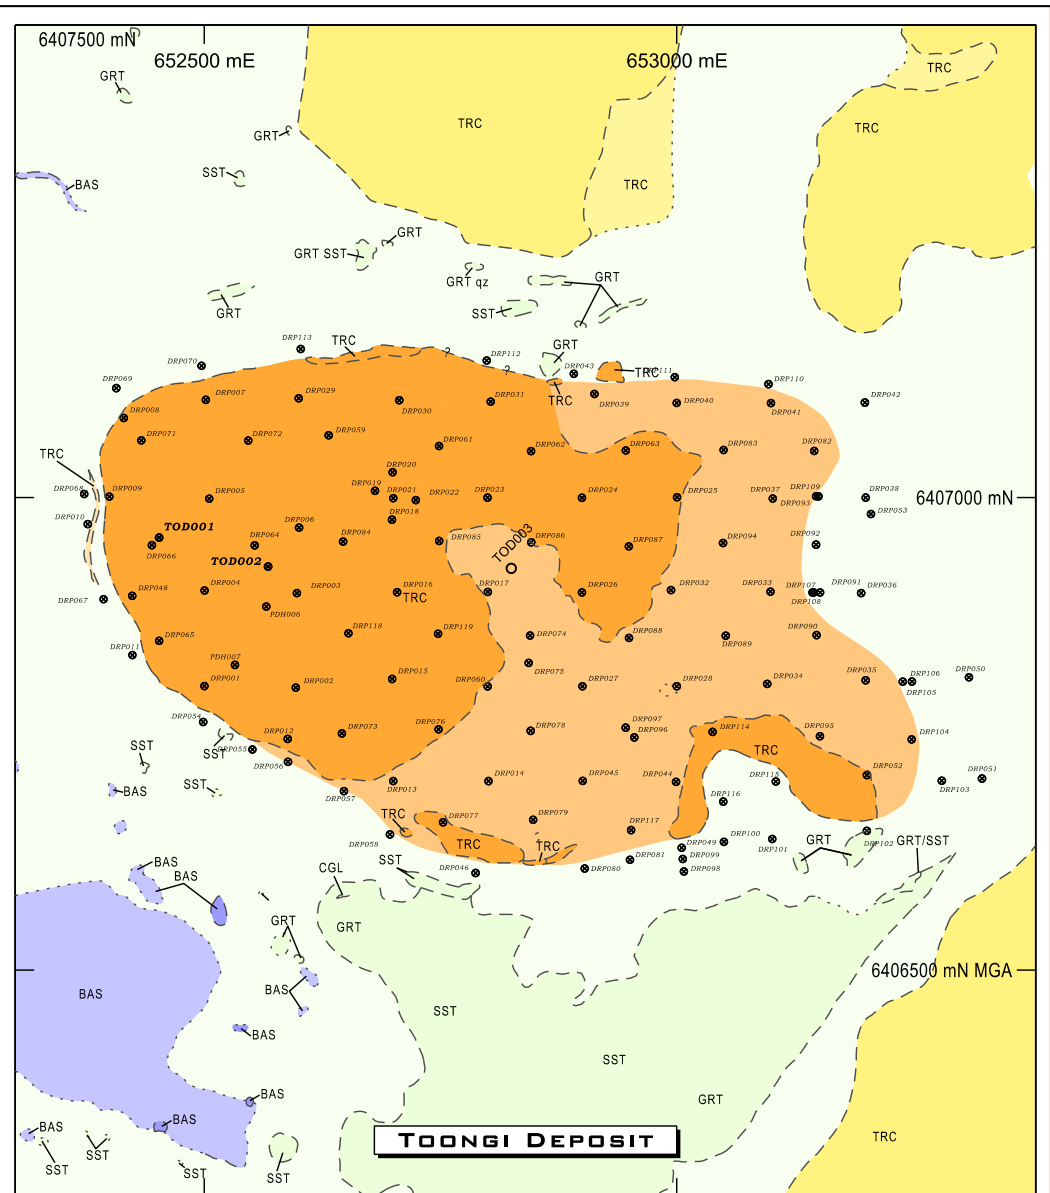 6407500 mN
652500 mE
653000 mE
GRT
TRC
TRC
TRC
GRT
TRC
SST
BAS
GRT
GRT SST
GRT qz
GRT
GRT
SST
DRP113
TRC
?
DRP112
GRT
DRP070
?
DRP043
TRC
DRP110
DRP069
TRC
DRP007
DRP029
DRP030
DRP031
DRP039
DRP040
DRP041
DRP042
DRP008
DRP071
DRP072
DRP059
DRP061
DRP062
DRP063
DRP083
DRP082
TRC
DRP020
DRP068
DRP009
DRP005
DRP019
DRP021
DRP022
DRP023
DRP024
DRP025
DRP037
DRP109
DRP093
DRP038
6407000 mN
DRP010
TOD001
DRP006
DRP018
DRP053
DRP066
DRP064
DRP084
DRP085
TOD003
DRP086
DRP087
DRP094
DRP092
TOD002
DRP067
DRP048
DRP004
DRP003
DRP016
TRC
DRP017
DRP026
DRP032
DRP033
DRP107
DRP108
DRP091
DRP036
PDH006
DRP065
DRP118
DRP119
DRP074
DRP088
DRP089
DRP090
DRP011
PDH007
DRP075
DRP001
DRP002
DRP015
DRP060
DRP027
DRP028
DRP034
DRP035
DRP106
DRP105
DRP050
DRP054
SST
DRP012
DRP073
DRP076
DRP078
DRP097
DRP096
DRP114
DRP095
DRP104
SST
DRP055
DRP056
TRC
BAS
SST
DRP057
DRP013
DRP014
DRP045
DRP044
DRP115
DRP052
DRP103
DRP051
DRP116
TRC
DRP077
DRP079
DRP117
DRP058
TRC
TRC
DRP049
DRP100
DRP101
GRT
DRP102
GRT/SST
BAS
CGL
SST
DRP046
DRP080
DRP081
DRP099
DRP098
BAS
GRT
GRT
6406500 mN MGA
BAS
BAS
SST
BAS
SST
BAS
GRT
BAS
BAS
TOONGI DEPOSIT
TRC
SST
SST
SST
SST